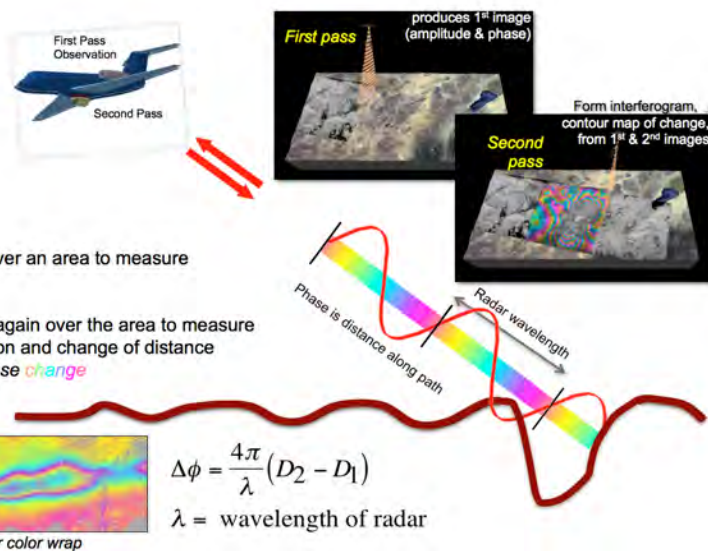 First Pass
Observation
Second Pass
First pass
produces 1st image
(amplitude & phase)
Second
pass
Form interferogram,
contour map of change,
from 1st & 2nd images
ver an area to measure
again over the area to measure
on and change of distance
se change
Phase is distance along path
Radar wavelength
Δϕ = 4π/λ (D₂ − D₁)
λ = wavelength of radar
r color wrap